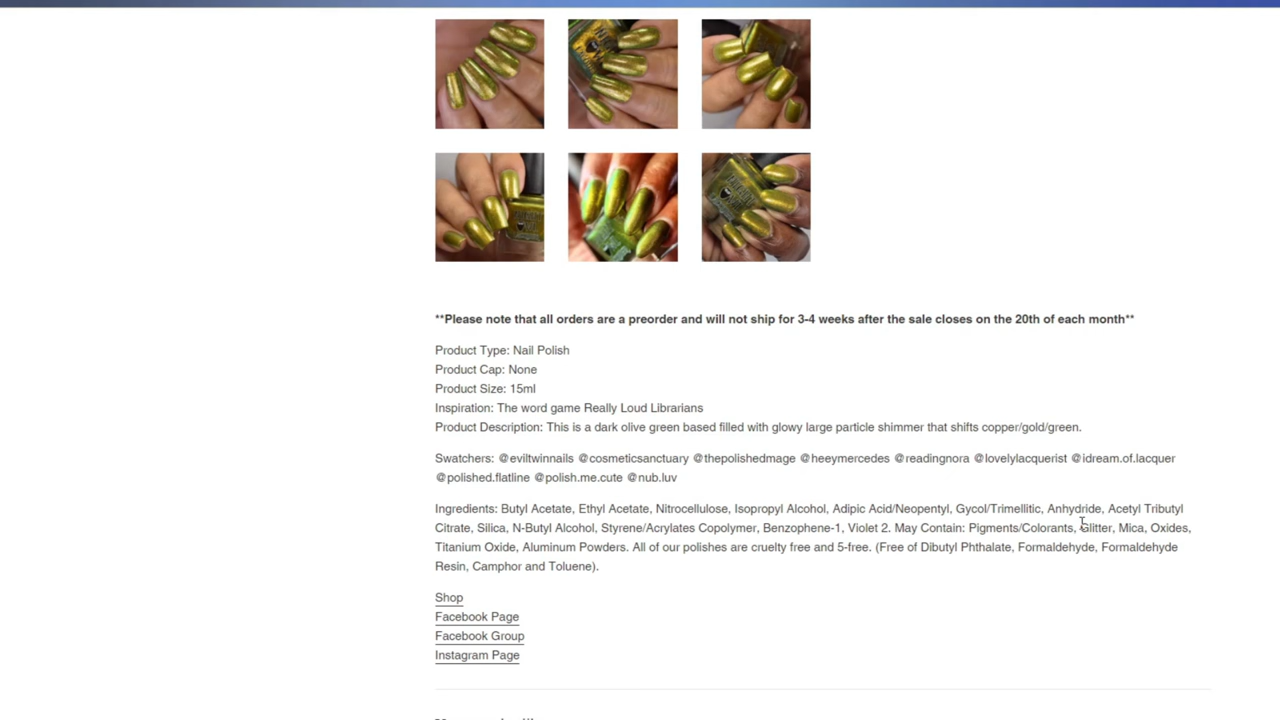 **Please note that all orders are a preorder and will not ship for 3-4 weeks after the sale closes on the 20th of each month**
Product Type: Nail Polish
Product Cap: None
Product Size: 15ml
Inspiration: The word game Really Loud Librarians
Product Description: This is a dark olive green based filled with glowy large particle shimmer that shifts copper/gold/green.
Swatchers: @eviltwinnails @cosmeticsanctuary @thepolishedmage @heeymercedes @readingnora @lovelylacquerist @idream.of.lacquer
@polished.flatline @polish.me.cute @nub.luv
Ingredients: Butyl Acetate, Ethyl Acetate, Nitrocellulose, Isopropyl Alcohol, Adipic Acid/Neopentyl, Gycol/Trimellitic, Anhydride, Acetyl Tributyl
Citrate, Silica, N-Butyl Alcohol, Styrene/Acrylates Copolymer, Benzophene-1, Violet 2. May Contain: Pigments/Colorants, Glitter, Mica, Oxides,
Titanium Oxide, Aluminum Powders. All of our polishes are cruelty free and 5-free. (Free of Dibutyl Phthalate, Formaldehyde, Formaldehyde
Resin, Camphor and Toluene).
Shop
Facebook Page
Facebook Group
Instagram Page